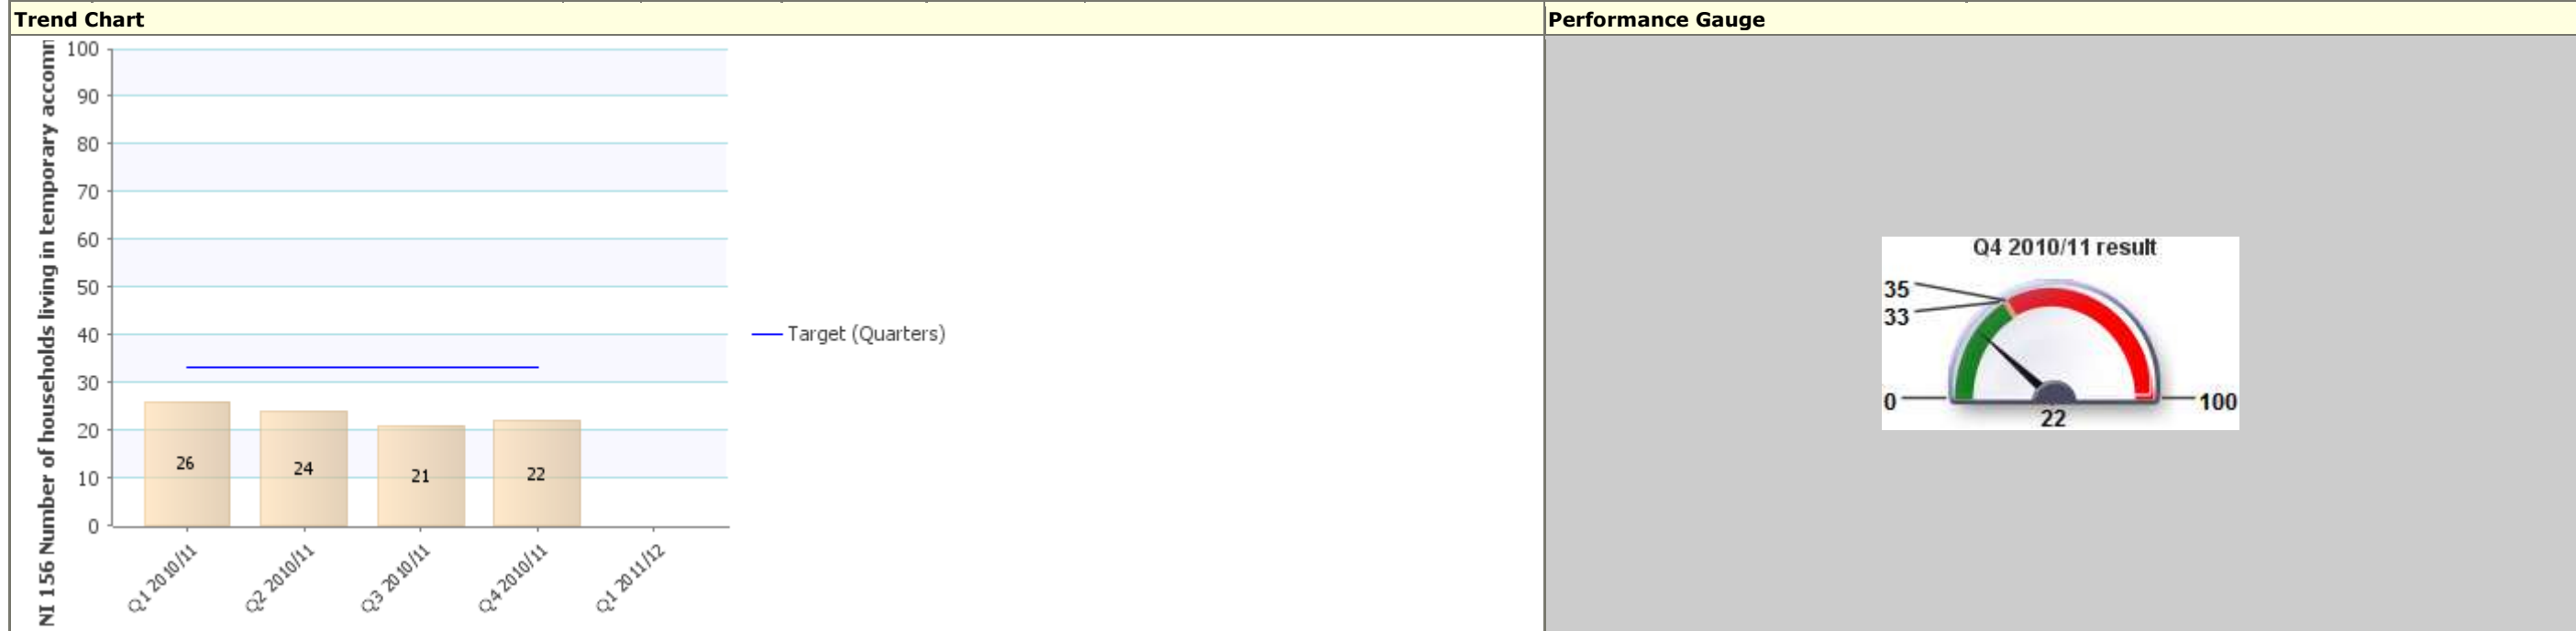 Trend Chart
Performance Gauge
NI 156 Number of households living in temporary
100
90
80
70
60
50
40
30
20
10
0
26
24
21
22
Q1 2010/11
Q2 2010/11
Q3 2010/11
Q4 2010/11
Q1 2011/12
Target (Quarters)
Q4 2010/11 result
35
33
0
100
22